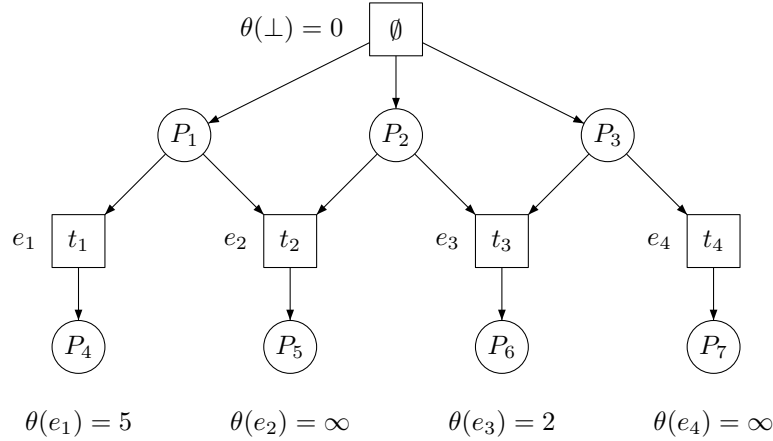 θ(⊥) = 0 ∅
P₁ P₂ P₃
e₁ t₁ e₂ t₂ e₃ t₃ e₄ t₄
P₄ P₅ P₆ P₇
θ(e₁) = 5 θ(e₂) = ∞ θ(e₃) = 2 θ(e₄) = ∞